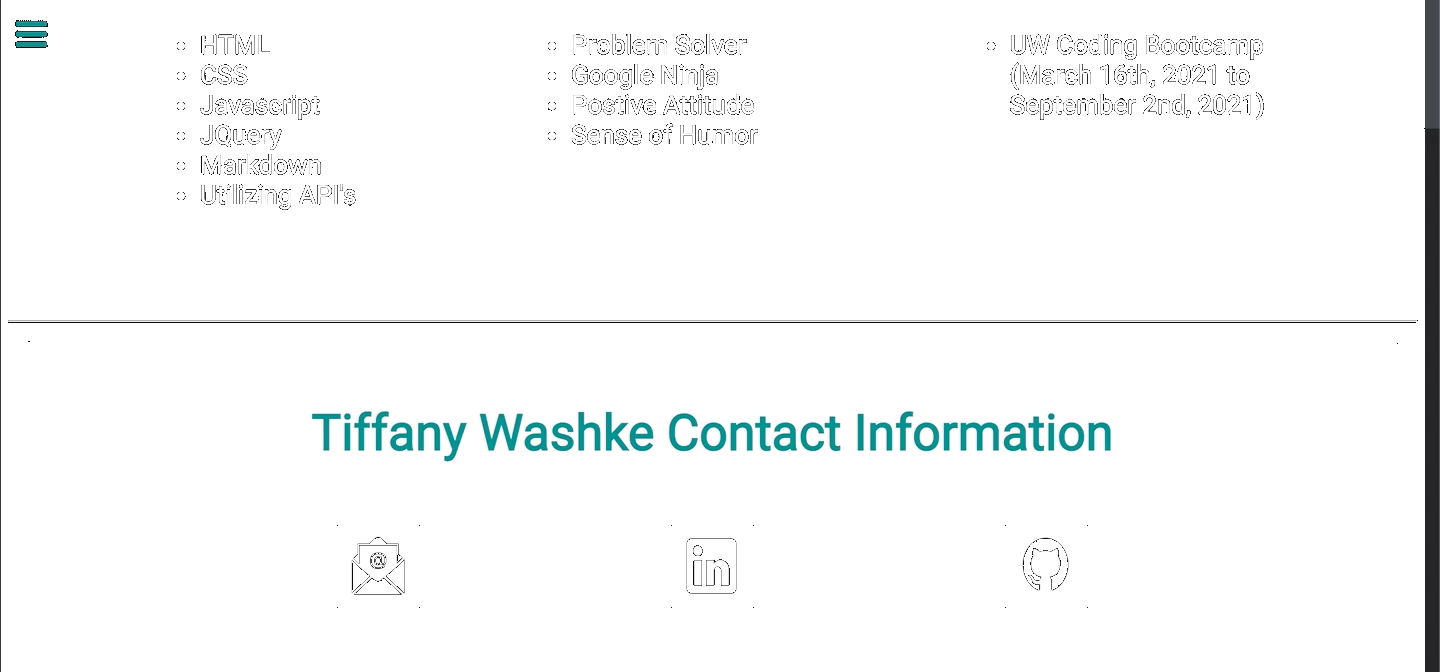 HTML
CSS
Javascript
JQuery
Markdown
Utilizing API's
Problem Solver
Google Ninja
Postive Attitude
Sense of Humor
UW Coding Bootcamp
(March 16th, 2021 to
September 2nd, 2021)
Tiffany Washke Contact Information
@
in